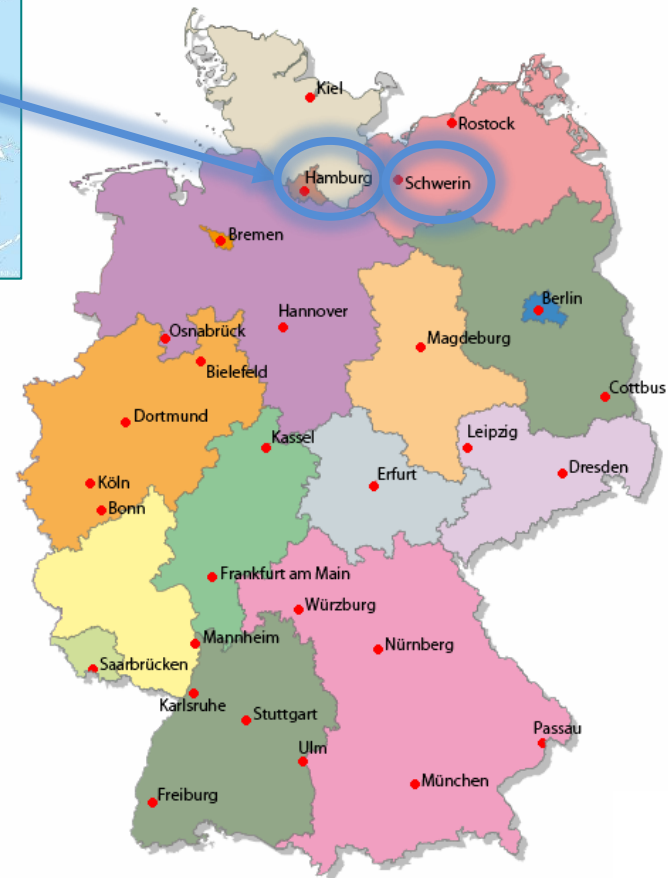 Kiel
Rostock
Hamburg
Schwerin
Bremen
Berlin
Hannover
Osnabrück
Magdeburg
Bielefeld
Cottbus
Dortmund
Leipzig
Kassel
Dresden
Erfurt
Köln
Bonn
Frankfurt am Main
Würzburg
Mannheim
Nürnberg
Saarbrücken
Karlsruhe
Stuttgart
Passau
Ulm
München
Freiburg